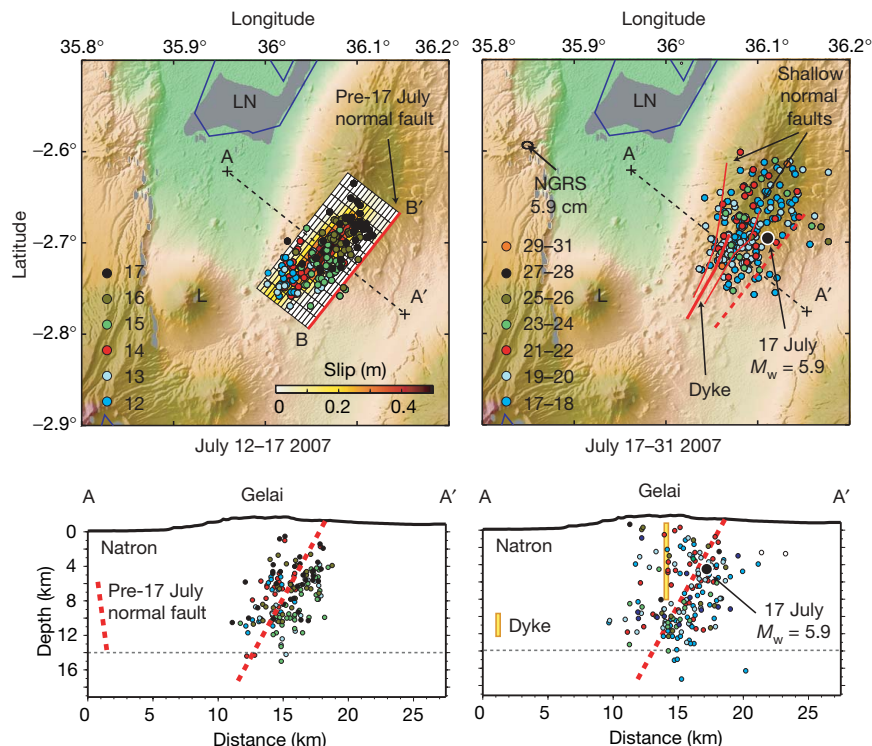 Longitude
35.8° 35.9° 36° 36.1° 36.2°
Latitude
−2.6°
−2.7°
−2.8°
−2.9°
LN
Pre-17 July
normal fault
A
B′
L
A′
B
17
16
15
14
13
12
Slip (m)
0 0.2 0.4
July 12–17 2007
Longitude
35.8° 35.9° 36° 36.1° 36.2°
LN
Shallow
normal
faults
A
NGRS
5.9 cm
29–31
27–28
25–26
23–24
21–22
19–20
17–18
L
A′
17 July
Mw = 5.9
Dyke
July 17–31 2007
A Gelai A′
Depth (km)
0
4
8
12
16
Natron
Pre-17 July
normal fault
0 5 10 15 20 25
Distance (km)
A Gelai A′
Natron
Dyke
17 July
Mw = 5.9
0 5 10 15 20 25
Distance (km)